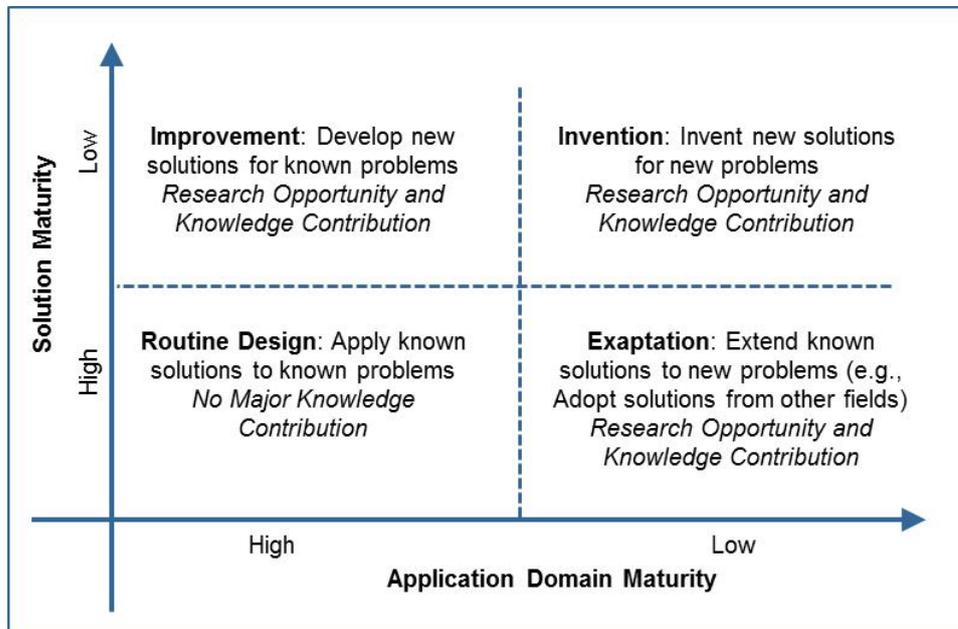 Improvement: Develop new
solutions for known problems
Research Opportunity and
Knowledge Contribution
Invention: Invent new solutions
for new problems
Research Opportunity and
Knowledge Contribution
Routine Design: Apply known
solutions to known problems
No Major Knowledge
Contribution
Exaptation: Extend known
solutions to new problems (e.g.,
Adopt solutions from other fields)
Research Opportunity and
Knowledge Contribution
Solution Maturity
Low
High
High
Low
Application Domain Maturity